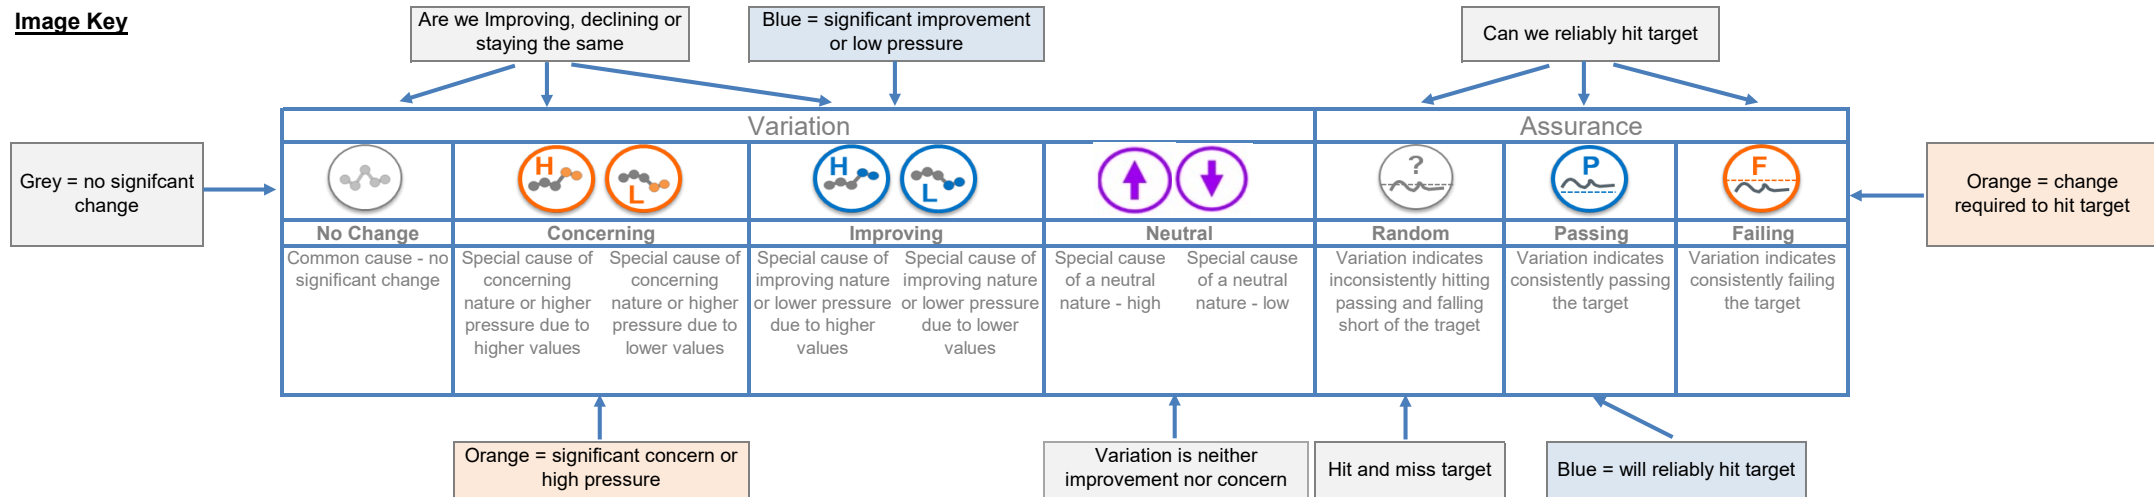 Image Key
Are we Improving, declining or
staying the same
Blue = significant improvement
or low pressure
Can we reliably hit target
Variation
Assurance
Grey = no signifcant
change
H
L
H
L
?
P
F
Orange = change
required to hit target
No Change
Concerning
Improving
Neutral
Random
Passing
Failing
Common cause - no
significant change
Special cause of
concerning
nature or higher
pressure due to
higher values
Special cause of
concerning
nature or higher
pressure due to
lower values
Special cause of
improving nature
or lower pressure
due to higher
values
Special cause of
improving nature
or lower pressure
due to lower
values
Special cause
of a neutral
nature - high
Special cause
of a neutral
nature - low
Variation indicates
inconsistently hitting
passing and falling
short of the traget
Variation indicates
consistently passing
the target
Variation indicates
consistently failing
the target
Orange = significant concern or
high pressure
Variation is neither
improvement nor concern
Hit and miss target
Blue = will reliably hit target